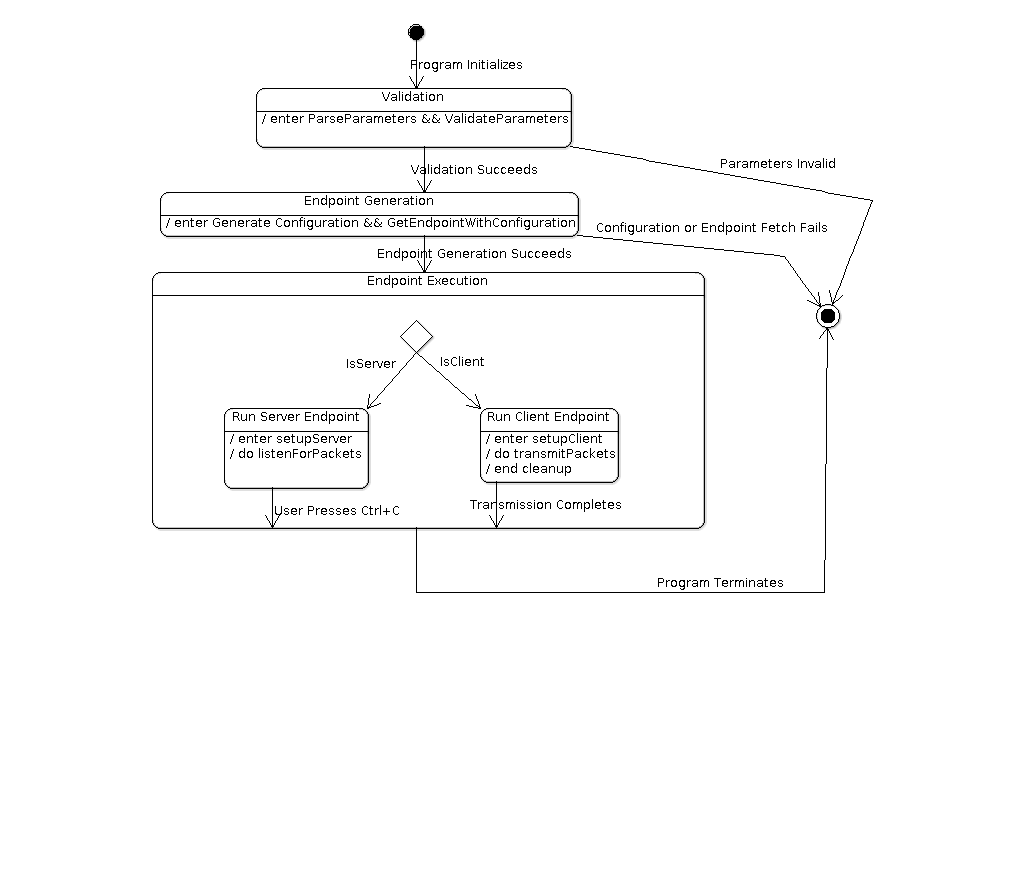 Program Initializes
Validation
/ enter ParseParameters && ValidateParameters
Parameters Invalid
Validation Succeeds
Endpoint Generation
/ enter Generate Configuration && GetEndpointWithConfiguration
Configuration or Endpoint Fetch Fails
Endpoint Generation Succeeds
Endpoint Execution
IsServer
IsClient
Run Server Endpoint
/ enter setupServer
/ do listenForPackets
Run Client Endpoint
/ enter setupClient
/ do transmitPackets
/ end cleanup
User Presses Ctrl+C
Transmission Completes
Program Terminates